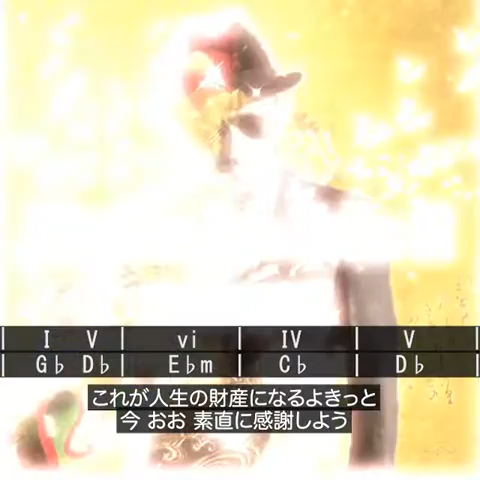 | I V | vi | IV | V |
| G♭ D♭ | E♭m | C♭ | D♭ |
これが人生の財産になるよきっと
今 おお 素直に感謝しよう